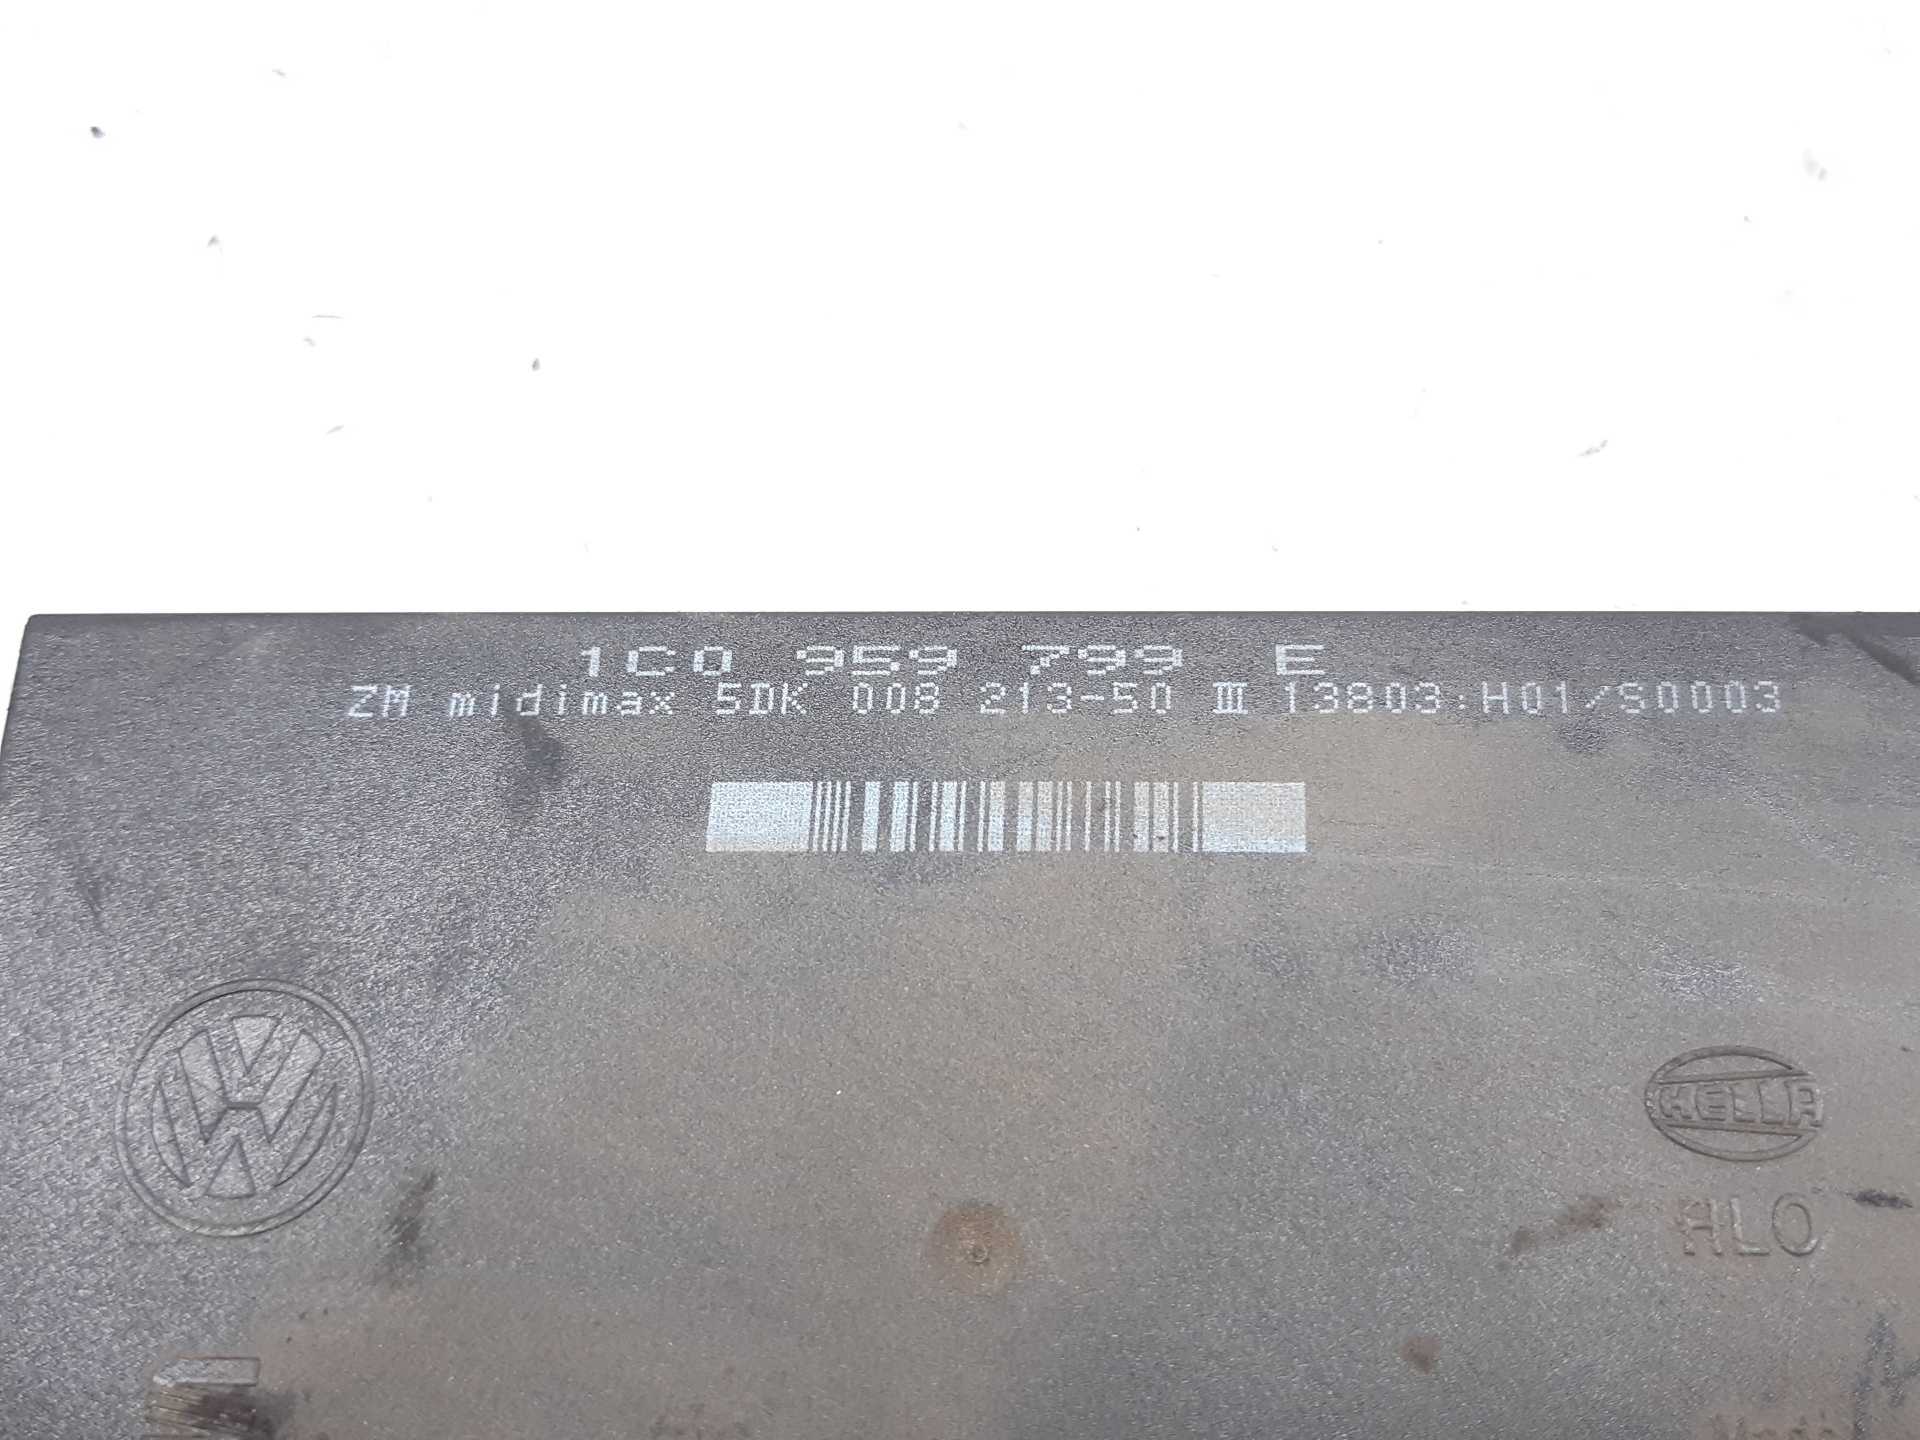 1C0 959 799 E
ZM midimax 5DK 008 213-50 III 13803:H01/S0003
HELLA
HLO